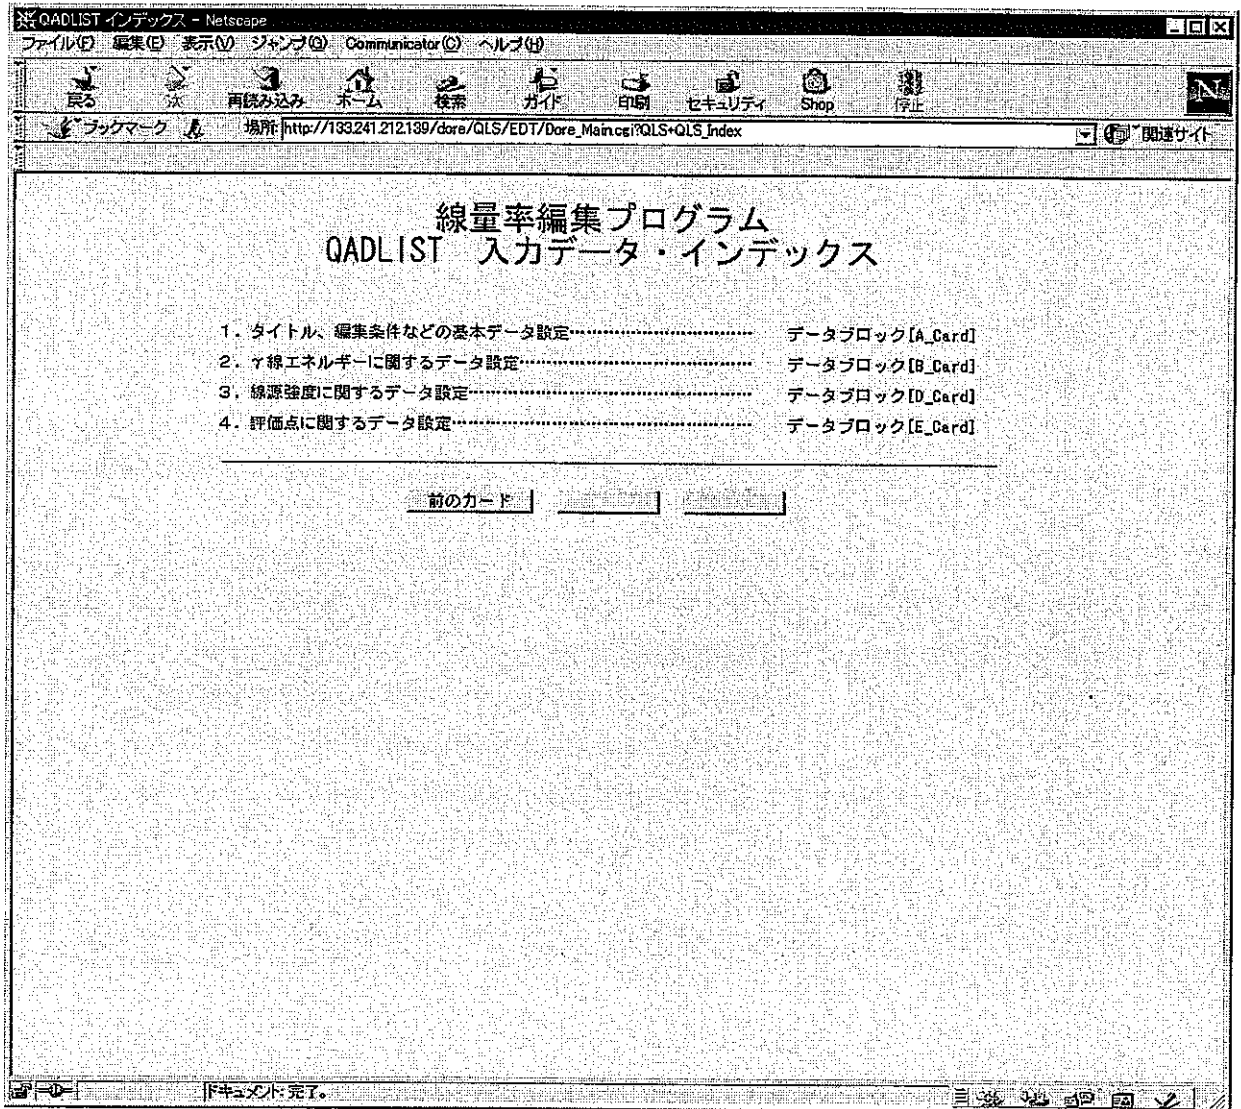 QADLIST インデックス - Netscape
ファイル(F) 編集(E) 表示(V) ジャンプ(G) Communicator(C) ヘルプ(H)
戻る 次 再読み込み ホーム 検索 ガイド 印刷 セキュリティ Shop 停止
N
ブックマーク 場所: http://133.241.212.139/dore/QLS/EDT/Dore_Main.cgi?QLS+QLS_Index 関連サイト
線量率編集プログラム
QADLIST 入力データ・インデックス
1. タイトル、編集条件などの基本データ設定…………………… データブロック[A_Card]
2. γ線エネルギーに関するデータ設定………………………… データブロック[B_Card]
3. 線源強度に関するデータ設定……………………………… データブロック[D_Card]
4. 評価点に関するデータ設定………………………………… データブロック[E_Card]
前のカード
ドキュメント: 完了。